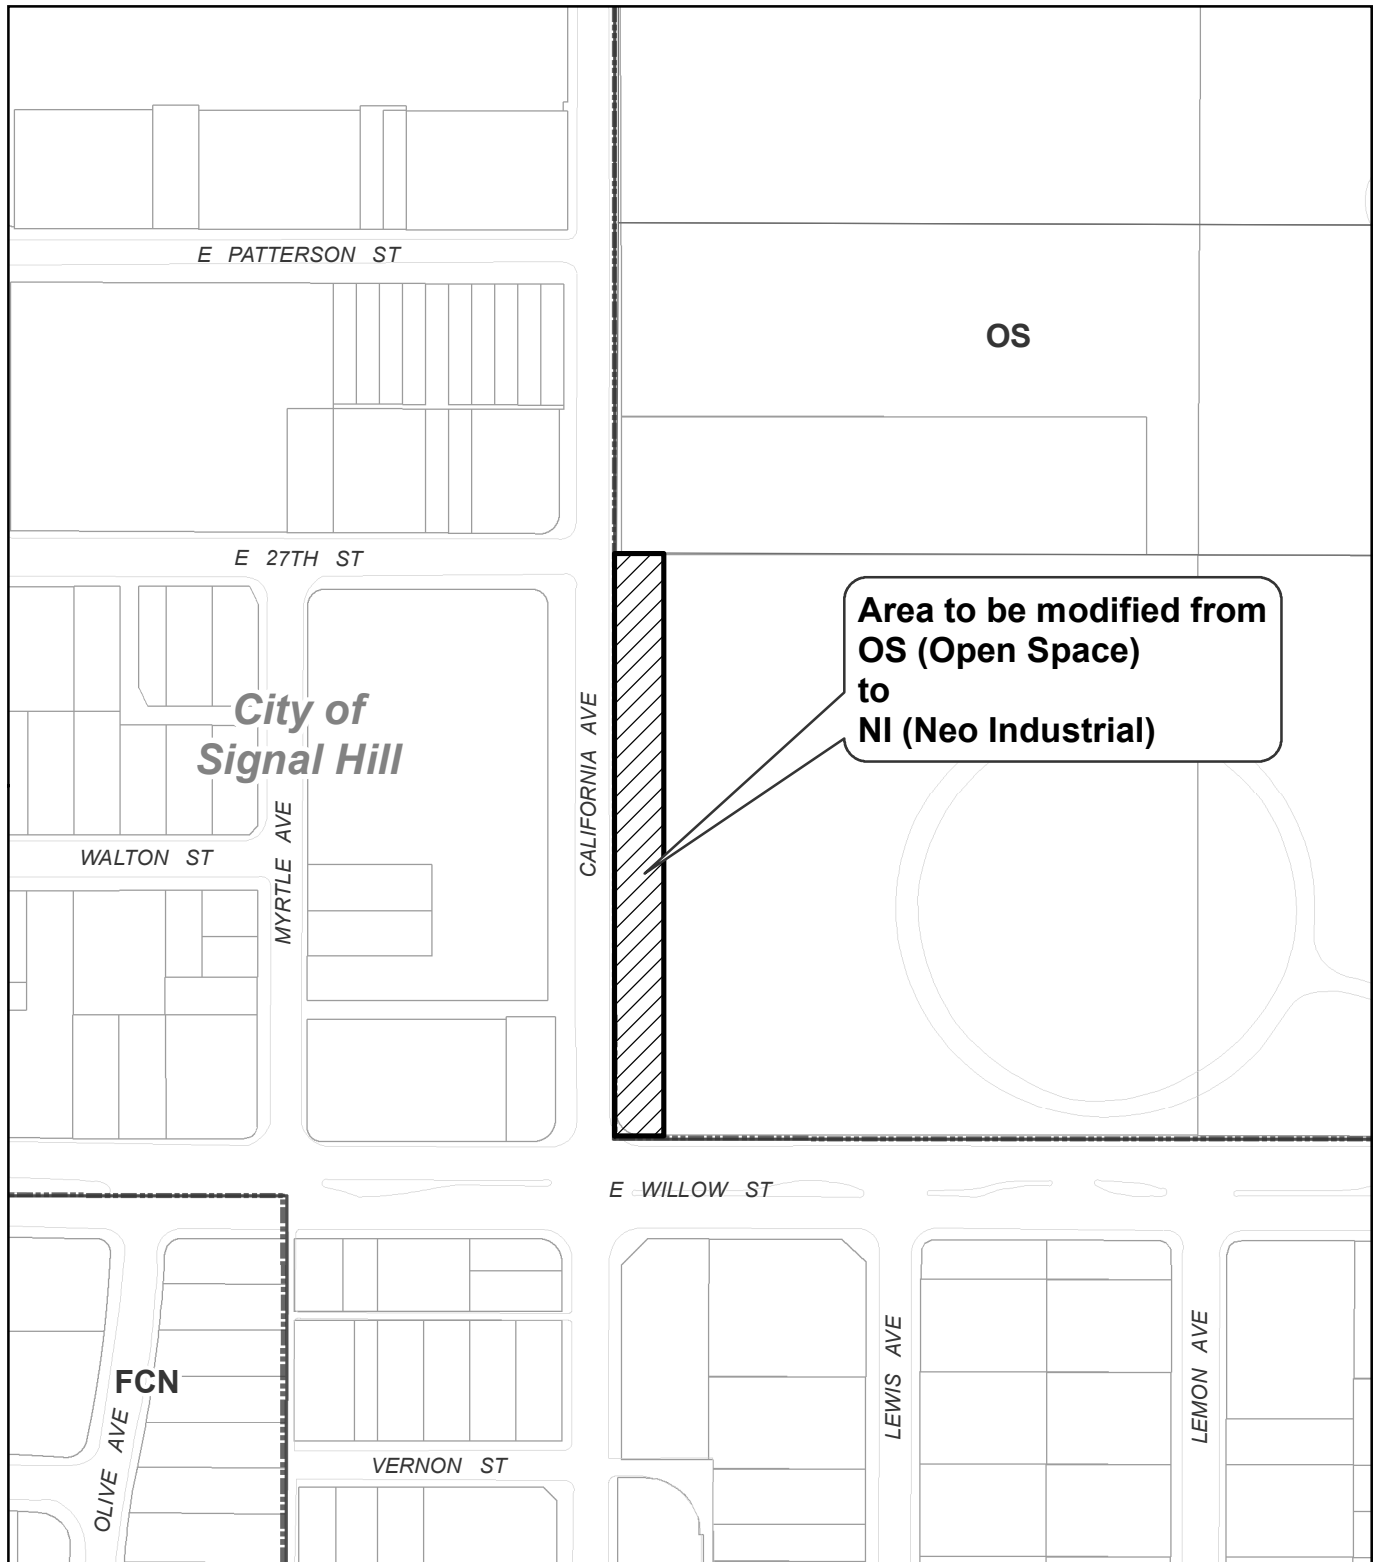 E PATTERSON ST
OS
E 27TH ST
Area to be modified from
OS (Open Space)
to
NI (Neo Industrial)
City of
Signal Hill
CALIFORNIA AVE
MYRTLE AVE
WALTON ST
E WILLOW ST
FCN
OLIVE AVE
VERNON ST
LEWIS AVE
LEMON AVE